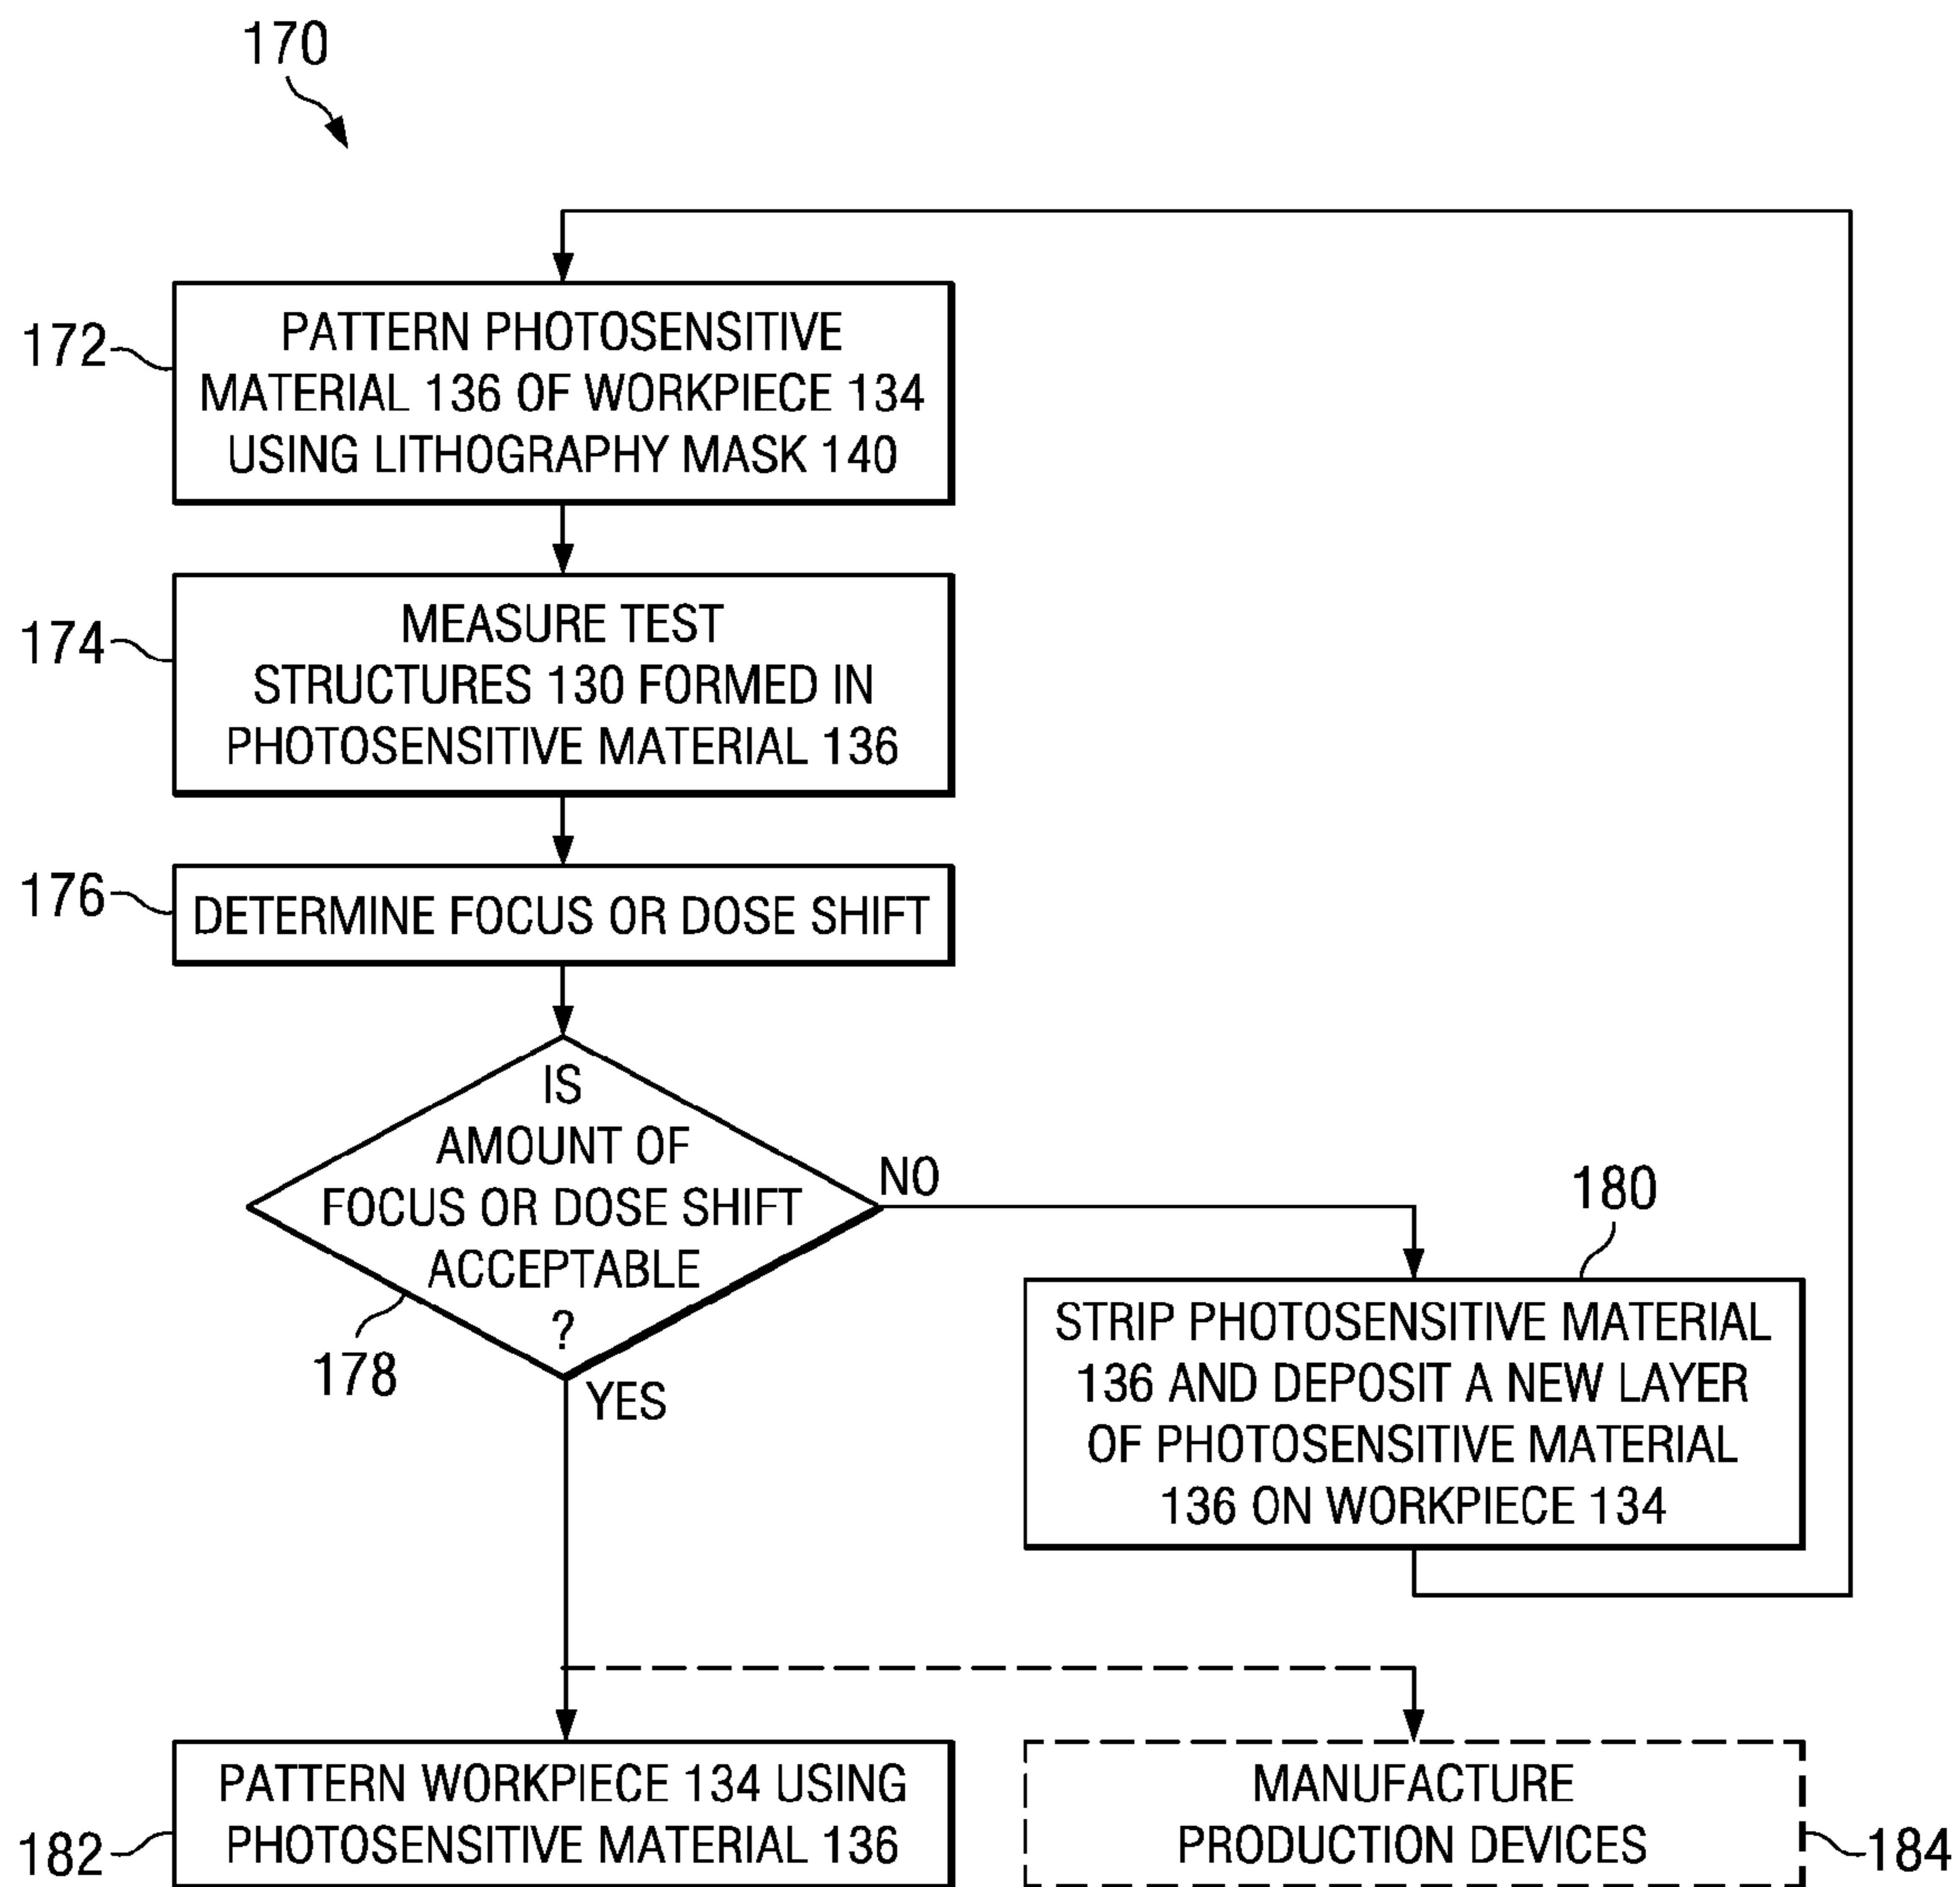 170
172
PATTERN PHOTOSENSITIVE
MATERIAL 136 OF WORKPIECE 134
USING LITHOGRAPHY MASK 140
174
MEASURE TEST
STRUCTURES 130 FORMED IN
PHOTOSENSITIVE MATERIAL 136
176
DETERMINE FOCUS OR DOSE SHIFT
IS
AMOUNT OF
FOCUS OR DOSE SHIFT
ACCEPTABLE
?
178
NO
YES
180
STRIP PHOTOSENSITIVE MATERIAL
136 AND DEPOSIT A NEW LAYER
OF PHOTOSENSITIVE MATERIAL
136 ON WORKPIECE 134
182
PATTERN WORKPIECE 134 USING
PHOTOSENSITIVE MATERIAL 136
MANUFACTURE
PRODUCTION DEVICES
184